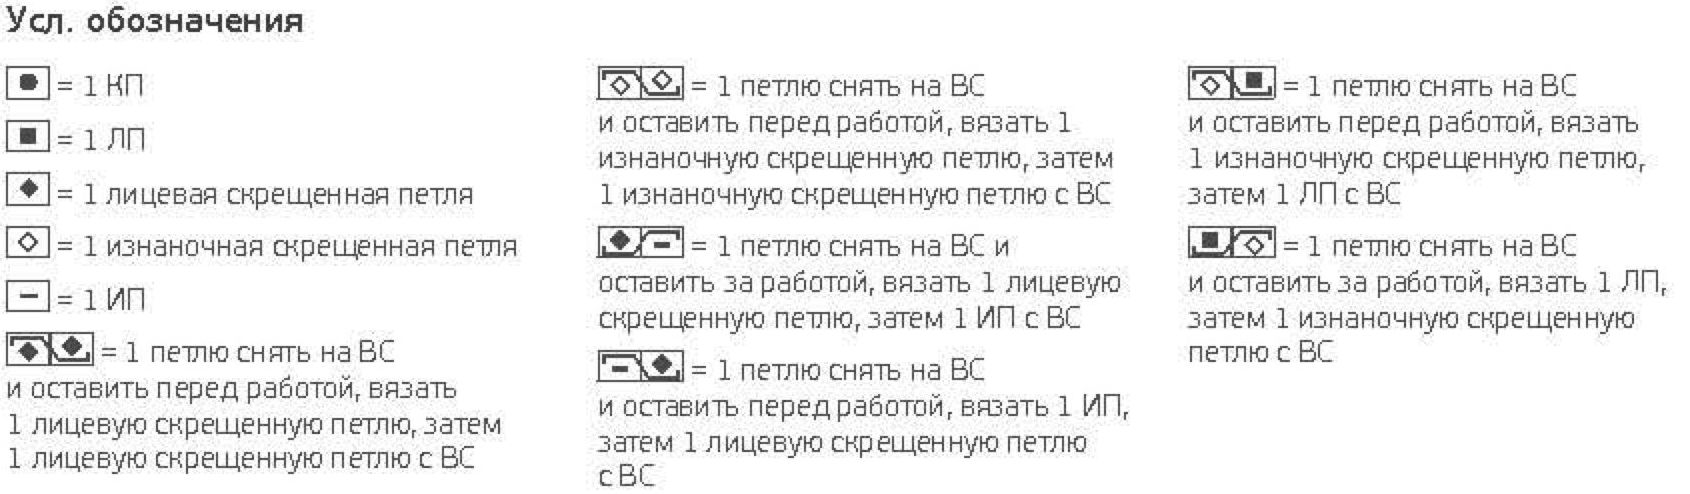 Усл. обозначения
= 1 КП
= 1 ЛП
= 1 лицевая скрещенная петля
= 1 изнаночная скрещенная петля
= 1 ИП
= 1 петлю снять на ВС
и оставить перед работой, вязать
1 лицевую скрещенную петлю, затем
1 лицевую скрещенную петлю с ВС
= 1 петлю снять на ВС
и оставить перед работой, вязать 1
изнаночную скрещенную петлю, затем
1 изнаночную скрещенную петлю с ВС
= 1 петлю снять на ВС и
оставить за работой, вязать 1 лицевую
скрещенную петлю, затем 1 ИП с ВС
= 1 петлю снять на ВС
и оставить перед работой, вязать 1 ИП,
затем 1 лицевую скрещенную петлю
с ВС
= 1 петлю снять на ВС
и оставить перед работой, вязать
1 изнаночную скрещенную петлю,
затем 1 ЛП с ВС
= 1 петлю снять на ВС
и оставить за работой, вязать 1 ЛП,
затем 1 изнаночную скрещенную
петлю с ВС